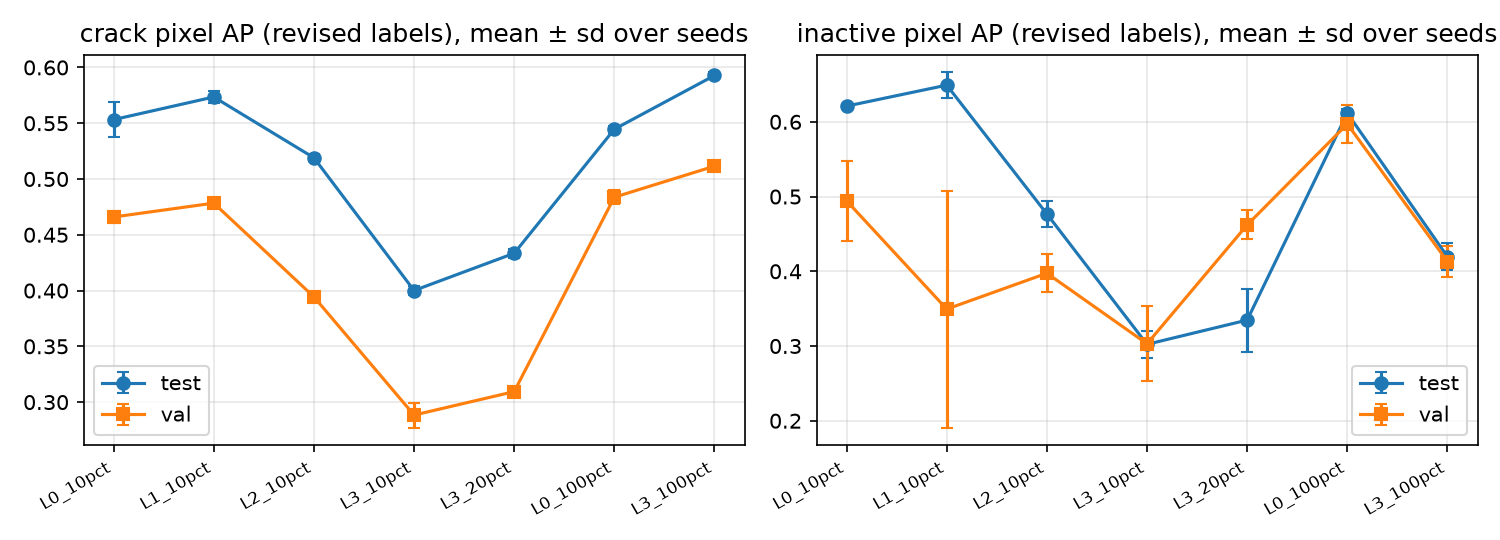 crack pixel AP (revised labels), mean ± sd over seeds
0.60
0.55
0.50
0.45
0.40
0.35
0.30
test
val
L0_10pct
L1_10pct
L2_10pct
L3_10pct
L3_20pct
L0_100pct
L3_100pct
inactive pixel AP (revised labels), mean ± sd over seeds
0.6
0.5
0.4
0.3
0.2
test
val
L0_10pct
L1_10pct
L2_10pct
L3_10pct
L3_20pct
L0_100pct
L3_100pct